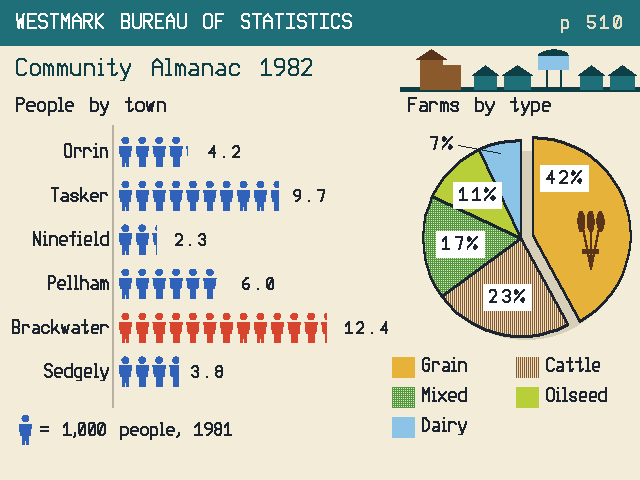 WESTMARK BUREAU OF STATISTICS p 510
Community Almanac 1982
People by town
Orrin 4.2
Tasker 9.7
Ninefield 2.3
Pellham 6.0
Brackwater 12.4
Sedgely 3.8
= 1,000 people, 1981
Farms by type
7%
42%
11%
17%
23%
Grain
Cattle
Mixed
Oilseed
Dairy